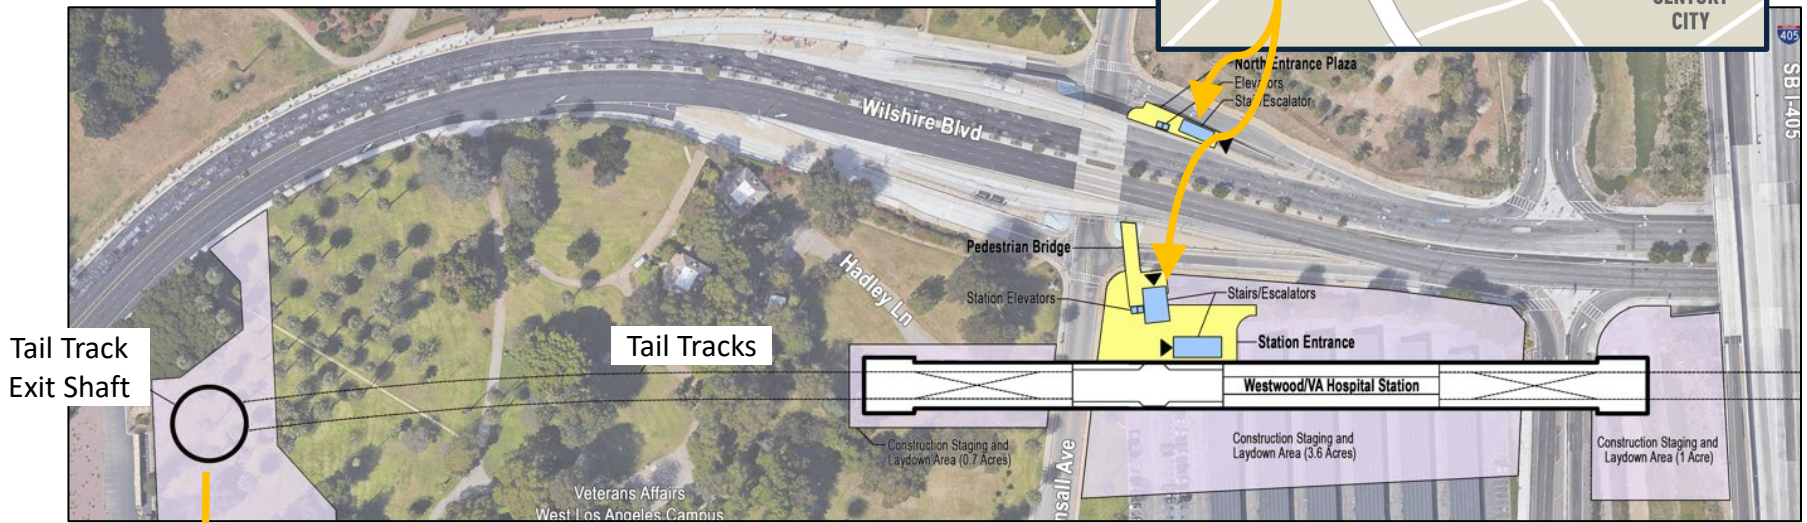 CITY
405
SB I-405
North Entrance Plaza
Elevators
Stair/Escalator
Wilshire Blvd
Pedestrian Bridge
Hadley Ln
Station Elevators
Stairs/Escalators
Tail Track
Exit Shaft
Tail Tracks
Station Entrance
Westwood/VA Hospital Station
Construction Staging and
Laydown Area (0.7 Acres)
Construction Staging and
Laydown Area (3.6 Acres)
Construction Staging and
Laydown Area (1 Acre)
Veterans Affairs
West Los Angeles Campus